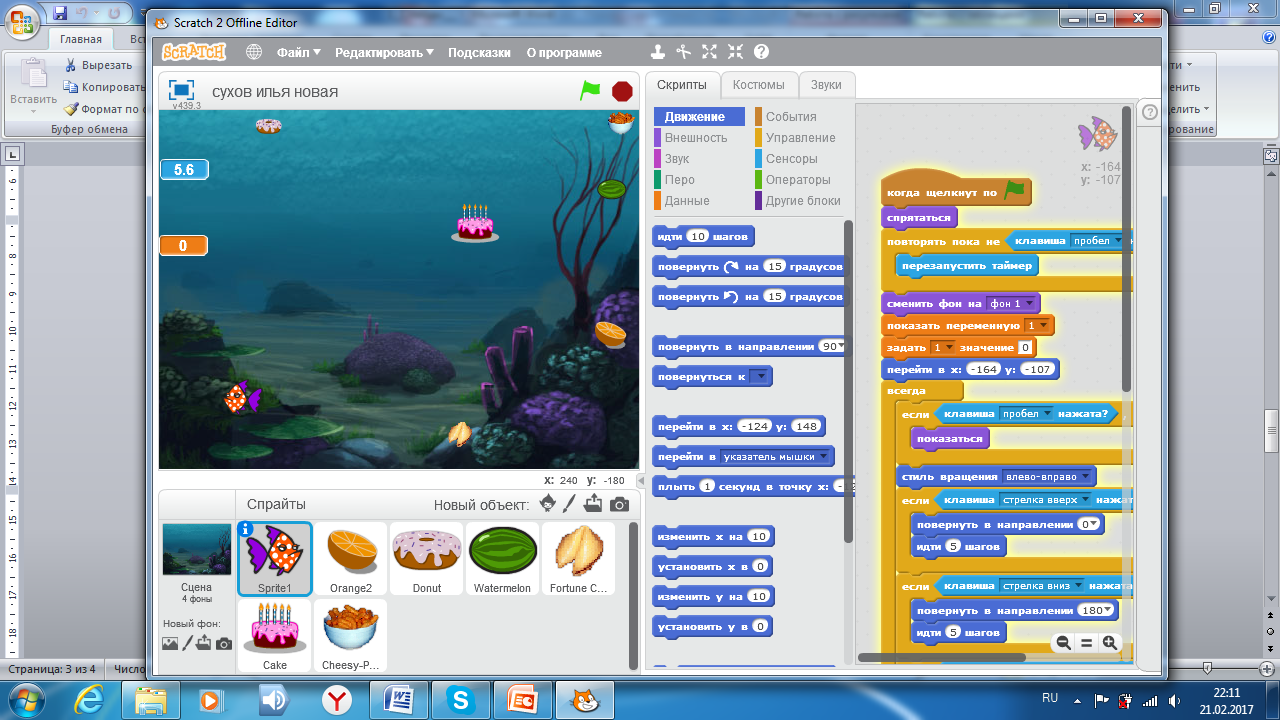 Scratch 2 Offline Editor
Главная
Вырезать
Копировать
Формат по о
Вставить
Буфер обмена
SCRATCH
Файл
Редактировать
Подсказки
О программе
v439.3
сухов илья новая
5.6
0
x: 240 y: -180
Скрипты
Костюмы
Звуки
Движение
События
Внешность
Управление
Звук
Сенсоры
Перо
Операторы
Данные
Другие блоки
идти 10 шагов
повернуть на 15 градусов
повернуть на 15 градусов
повернуть в направлении 90
повернуться к
перейти в x: -124 y: 148
перейти в указатель мышки
плыть 1 секунд в точку x:
изменить x на 10
установить x в 0
изменить y на 10
установить y в 0
x: -164
y: -107
когда щелкнут по
спрятаться
повторять пока не клавиша пробел
перезапустить таймер
сменить фон на фон 1
показать переменную 1
задать 1 значение 0
перейти в x: -164 y: -107
всегда
если клавиша пробел нажата?
показаться
стиль вращения влево-вправо
если клавиша стрелка вверх нажат
повернуть в направлении 0
идти 5 шагов
если клавиша стрелка вниз нажата
повернуть в направлении 180
идти 5 шагов
Спрайты
Новый объект:
Сцена
4 фоны
Новый фон:
Sprite1
Orange2
Donut
Watermelon
Fortune C...
Cake
Cheesy-P...
Страница: 3 из 4
RU
22:11
21.02.2017